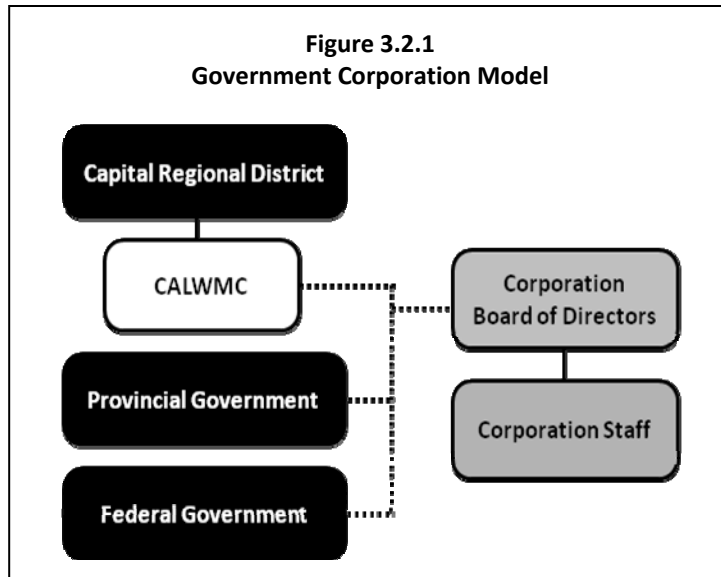 Figure 3.2.1
Government Corporation Model
Capital Regional District
CALWMC
Provincial Government
Federal Government
Corporation
Board of Directors
Corporation Staff